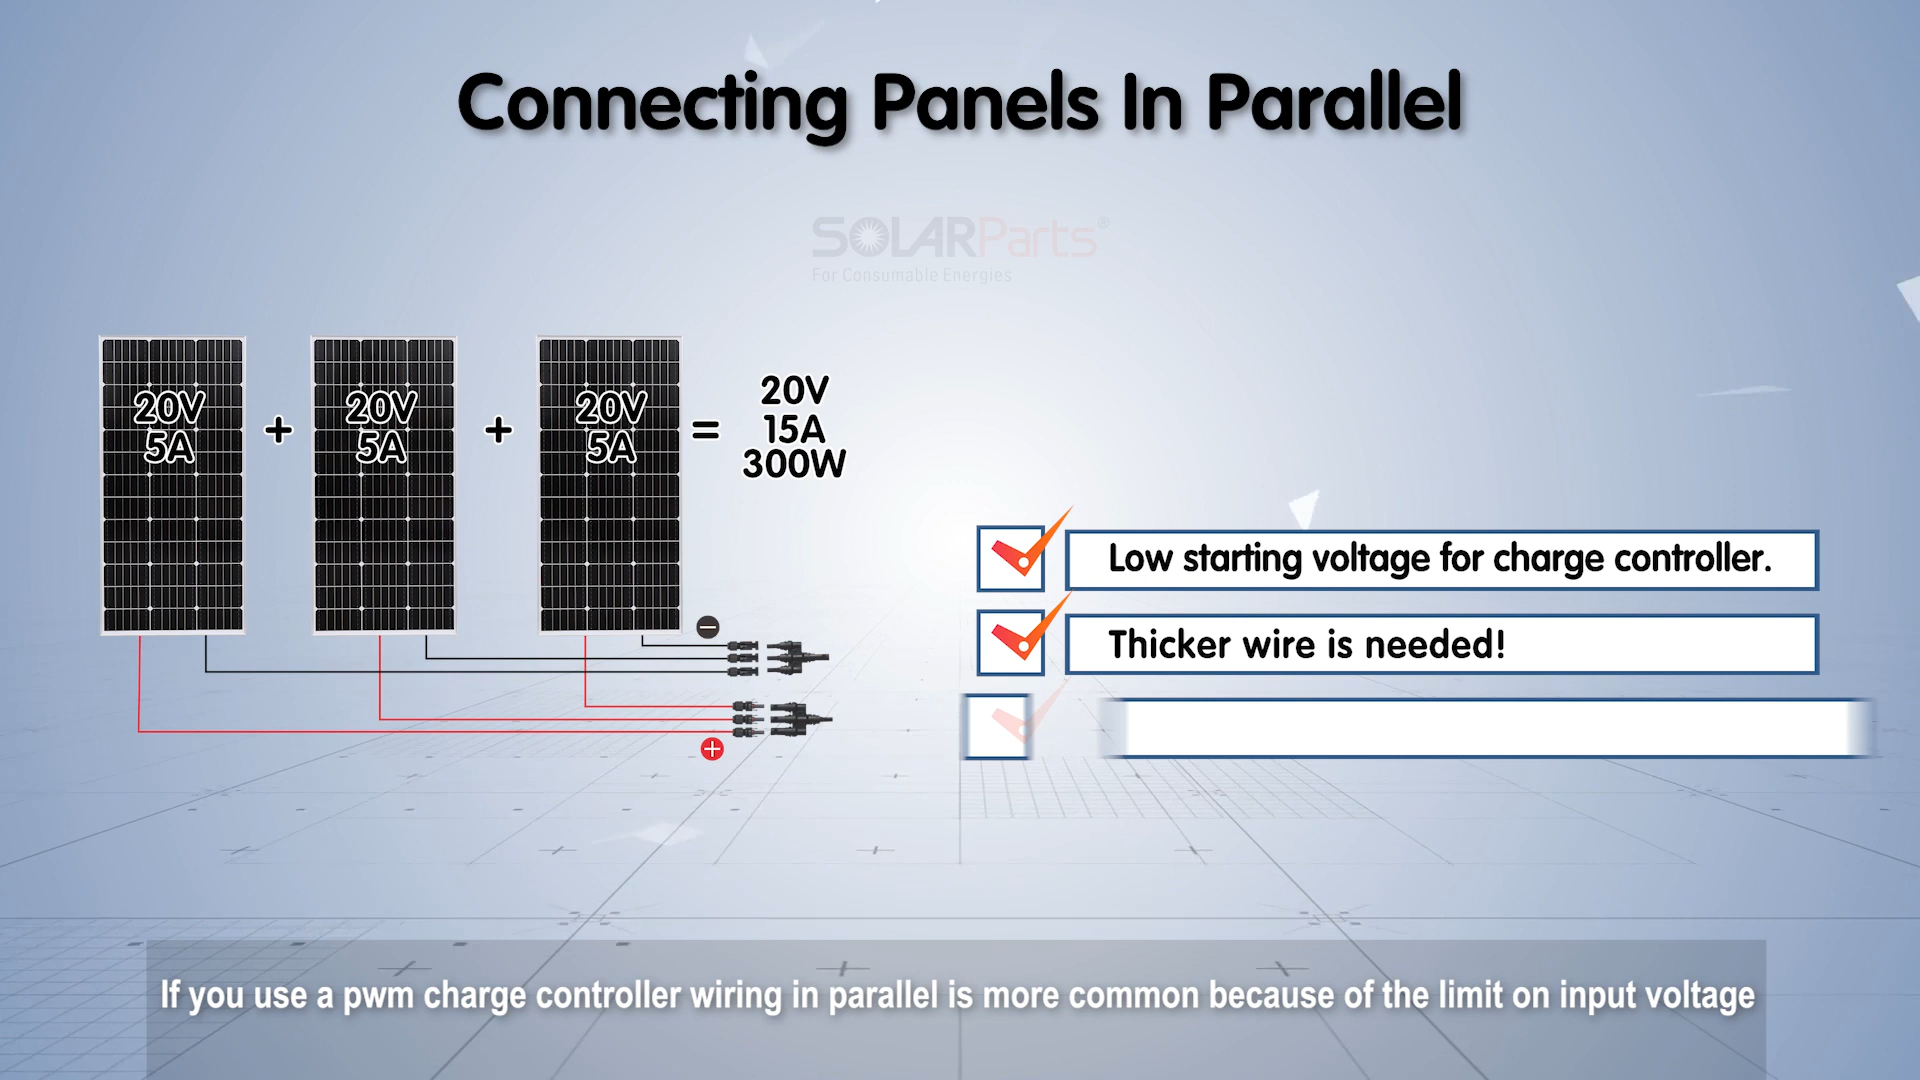 Connecting Panels In Parallel
SOLARParts®
For Consumable Energies
20V
5A
+
20V
5A
+
20V
5A
=
20V
15A
300W
Low starting voltage for charge controller.
Thicker wire is needed!
If you use a pwm charge controller wiring in parallel is more common because of the limit on input voltage